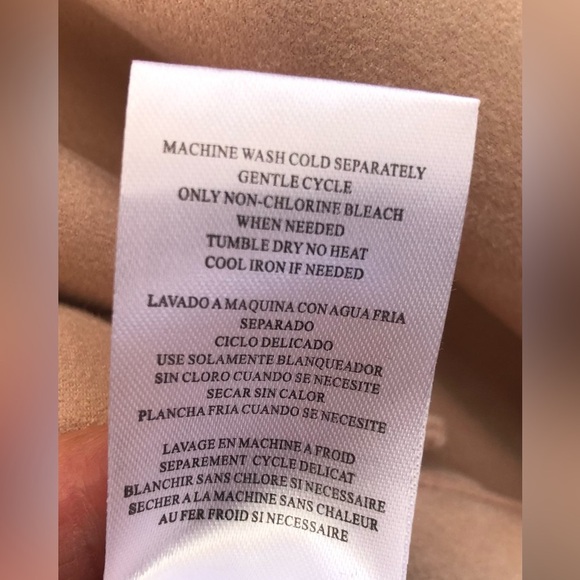 MACHINE WASH COLD SEPARATELY
GENTLE CYCLE
ONLY NON-CHLORINE BLEACH
WHEN NEEDED
TUMBLE DRY NO HEAT
COOL IRON IF NEEDED
LAVADO A MAQUINA CON AGUA FRIA
SEPARADO
CICLO DELICADO
USE SOLAMENTE BLANQUEADOR
SIN CLORO CUANDO SE NECESITE
SECAR SIN CALOR
PLANCHA FRIA CUANDO SE NECESITE
LAVAGE EN MACHINE A FROID
SEPAREMENT CYCLE DELICAT
BLANCHIR SANS CHLORE SI NECESSAIRE
SECHER A LA MACHINE SANS CHALEUR
AU FER FROID SI NECESSAIRE